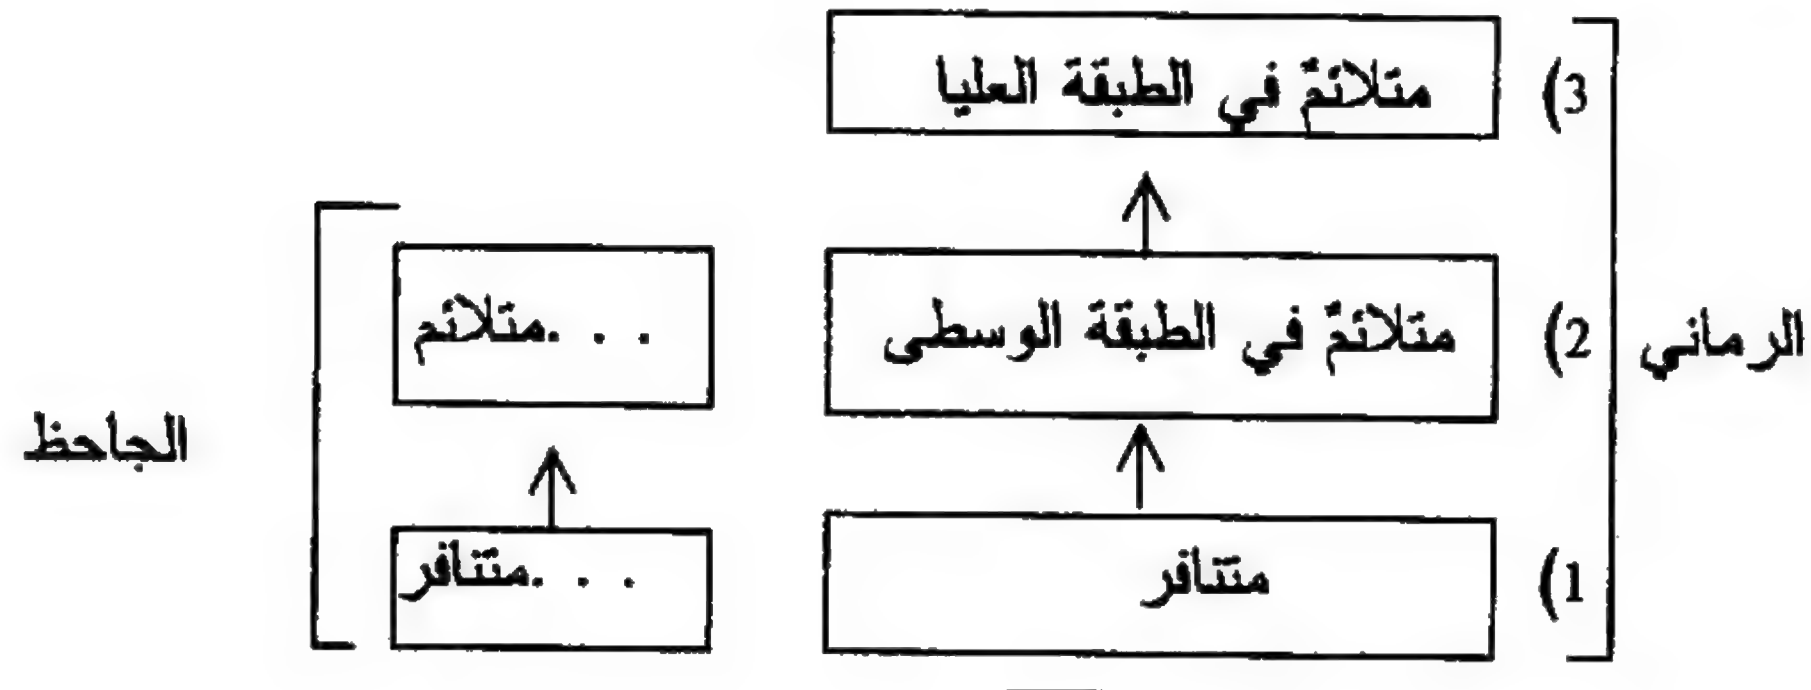 3) متلائمٌ في الطبقة العليا
الرماني
2) متلائمٌ في الطبقة الوسطى
. . .متلائم
الجاحظ
1) متنافر
. . .متنافر